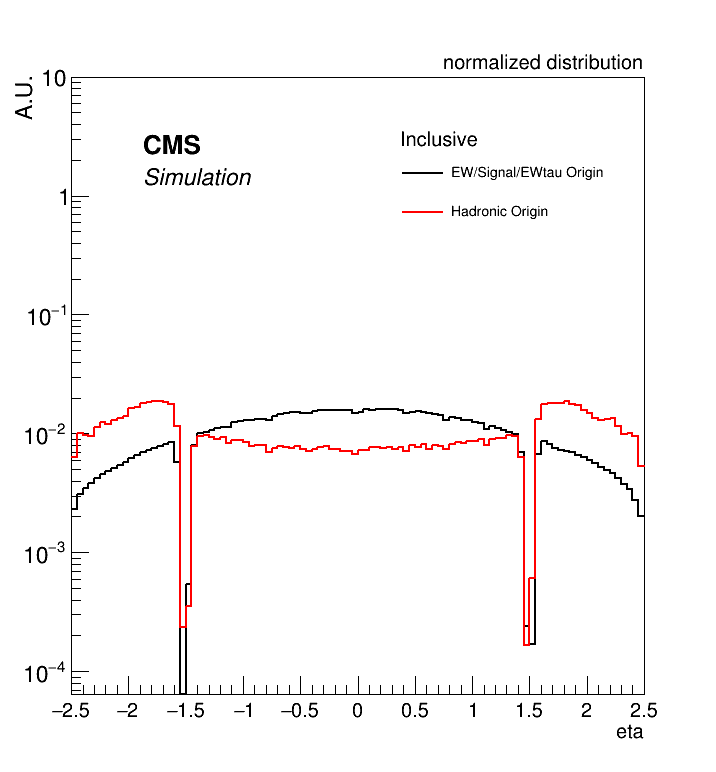 normalized distribution
A.U.
10
1
10⁻¹
10⁻²
10⁻³
10⁻⁴
CMS
Simulation
Inclusive
EW/Signal/EWtau Origin
Hadronic Origin
−2.5 −2 −1.5 −1 −0.5 0 0.5 1 1.5 2 2.5
eta